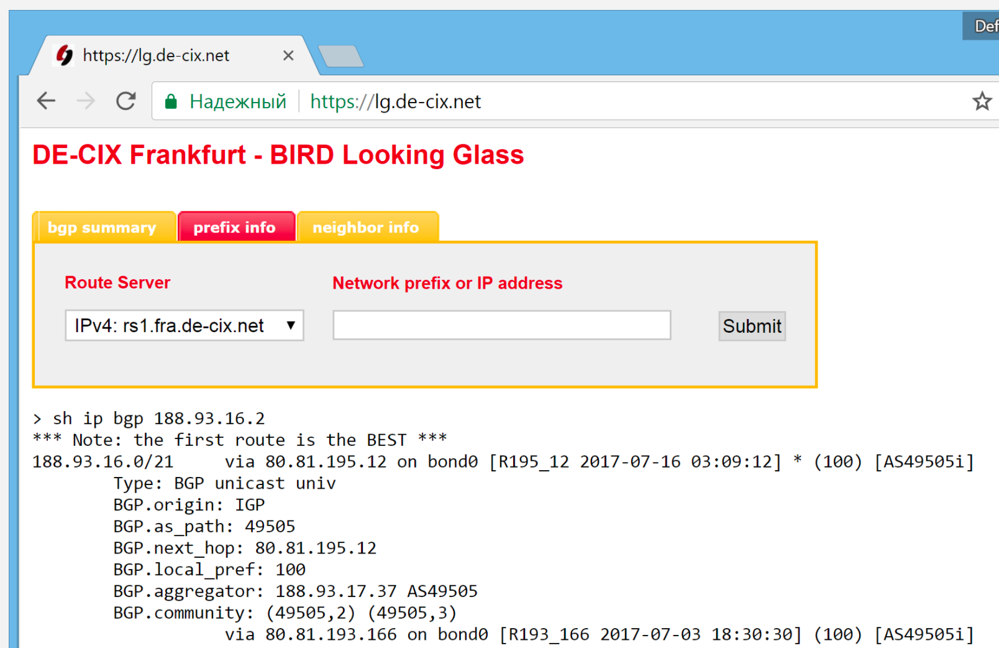 Def
https://lg.de-cix.net
Надежный https://lg.de-cix.net
DE-CIX Frankfurt - BIRD Looking Glass
bgp summary prefix info neighbor info
Route Server Network prefix or IP address
IPv4: rs1.fra.de-cix.net Submit
> sh ip bgp 188.93.16.2
*** Note: the first route is the BEST ***
188.93.16.0/21     via 80.81.195.12 on bond0 [R195_12 2017-07-16 03:09:12] * (100) [AS49505i]
Type: BGP unicast univ
BGP.origin: IGP
BGP.as_path: 49505
BGP.next_hop: 80.81.195.12
BGP.local_pref: 100
BGP.aggregator: 188.93.17.37 AS49505
BGP.community: (49505,2) (49505,3)
via 80.81.193.166 on bond0 [R193_166 2017-07-03 18:30:30] (100) [AS49505i]